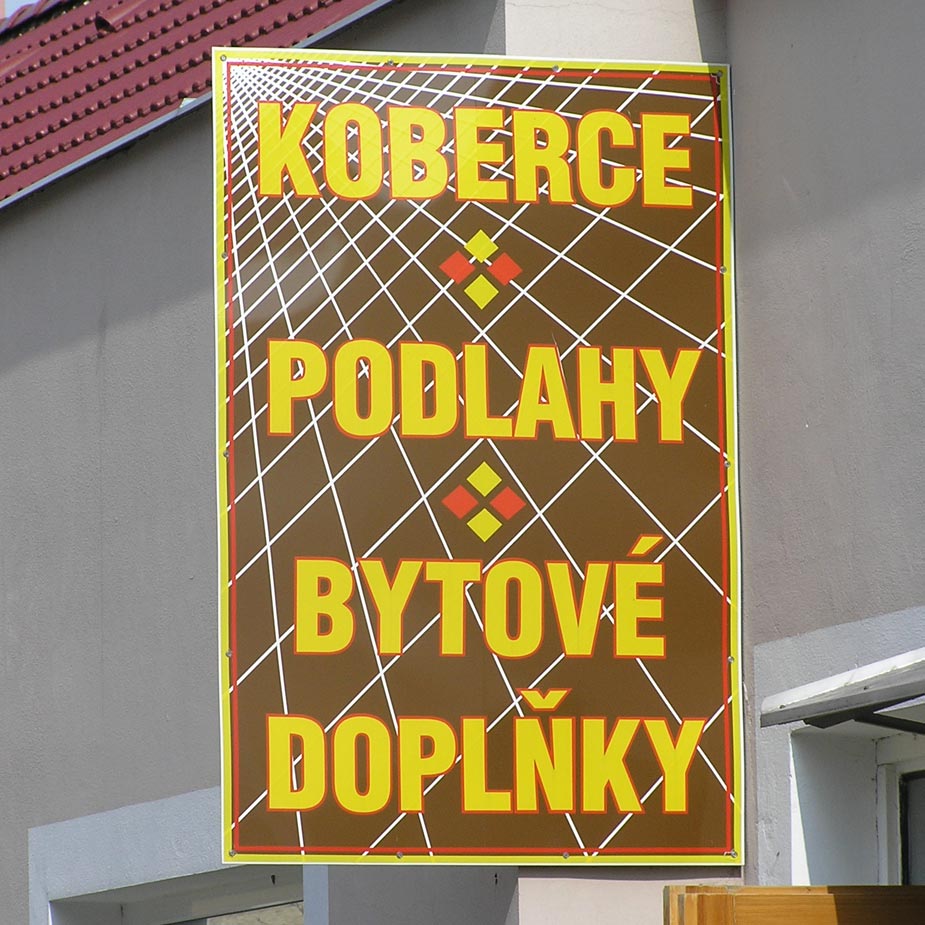 KOBERCE
PODLAHY
BYTOVÉ
DOPLŇKY